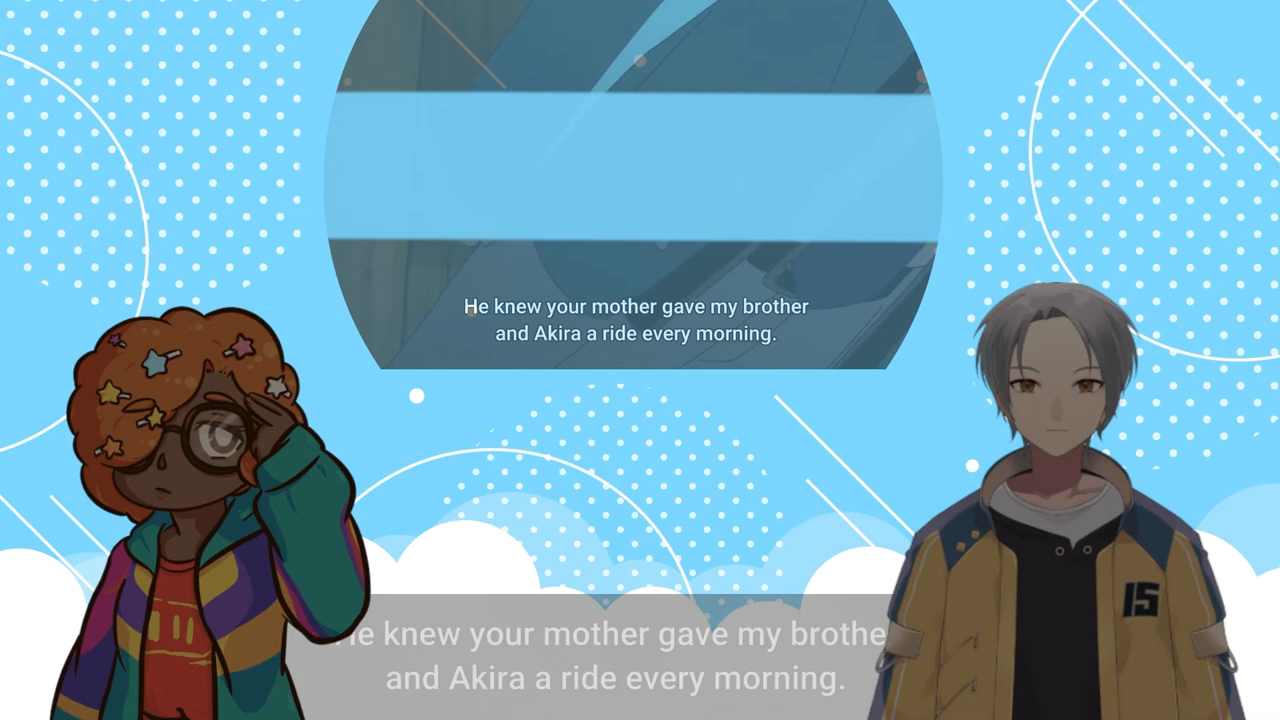 He knew your mother gave my brother
and Akira a ride every morning.
15
He knew your mother gave my brothe
and Akira a ride every morning.